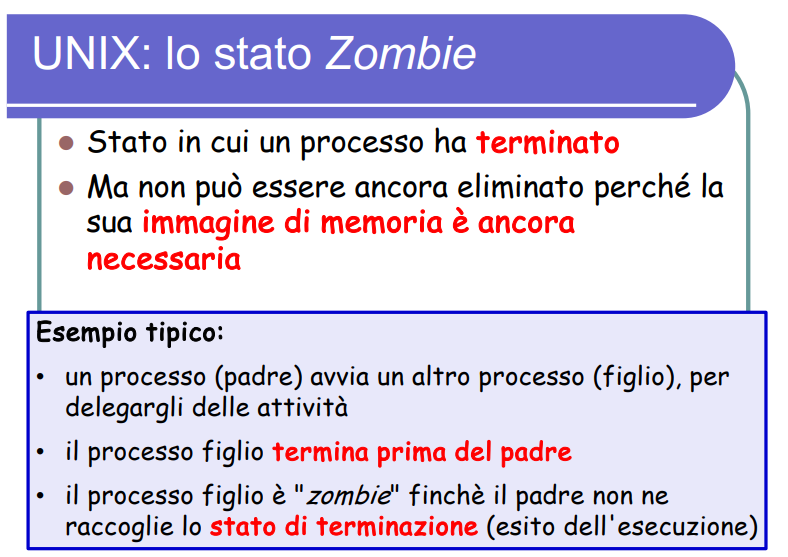 UNIX: lo stato Zombie
Stato in cui un processo ha terminato
Ma non può essere ancora eliminato perché la
sua immagine di memoria è ancora
necessaria
Esempio tipico:
• un processo (padre) avvia un altro processo (figlio), per
delegargli delle attività
• il processo figlio termina prima del padre
• il processo figlio è "zombie" finchè il padre non ne
raccoglie lo stato di terminazione (esito dell'esecuzione)